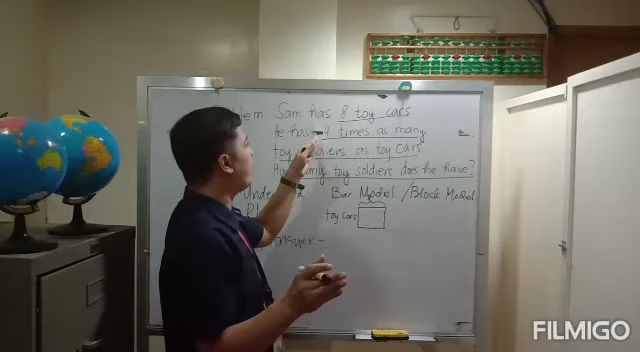 Sam has 8 toy cars
He has 4 times as many
toy soldiers as toy cars
How many toy soldiers does he have?
Bar Model / Block Model
toy cars
Answer -
FILMIGO